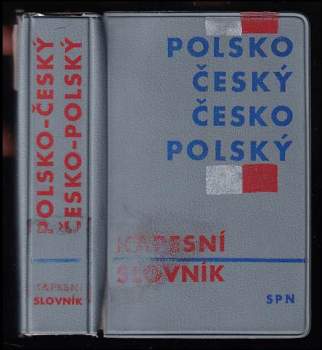 POLSKO-ČESKÝ
ČESKO-POLSKÝ
KAPESNÍ
SLOVNÍK
POLSKO
ČESKÝ
ČESKO
POLSKÝ
KAPESNÍ
SLOVNÍK
SPN